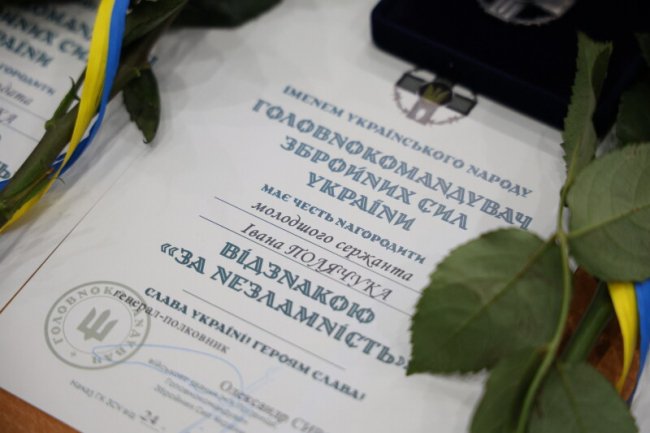 ІМЕНЕМ УКРАЇНСЬКОГО НАРОДУ
ГОЛОВНОКОМАНДУВАЧ
ЗБРОЙНИХ СИЛ
УКРАЇНИ
МАЄ ЧЕСТЬ НАГОРОДИТИ
молодшого сержанта
Івана ПОЛЯЧУКА
ВІДЗНАКОЮ
«ЗА НЕЗЛАМНІСТЬ»
СЛАВА УКРАЇНІ! ГЕРОЯМ СЛАВА!
генерал-полковник
Олександр
ГОЛОВНОКОМАНДУВАЧ